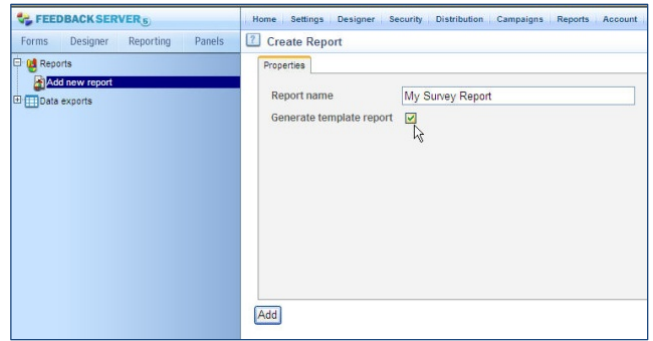 FEEDBACKSERVER 5
Home Settings Designer Security Distribution Campaigns Reports Account
Forms Designer Reporting Panels
? Create Report
Reports
Add new report
Data exports
Properties
Report name My Survey Report
Generate template report
Add